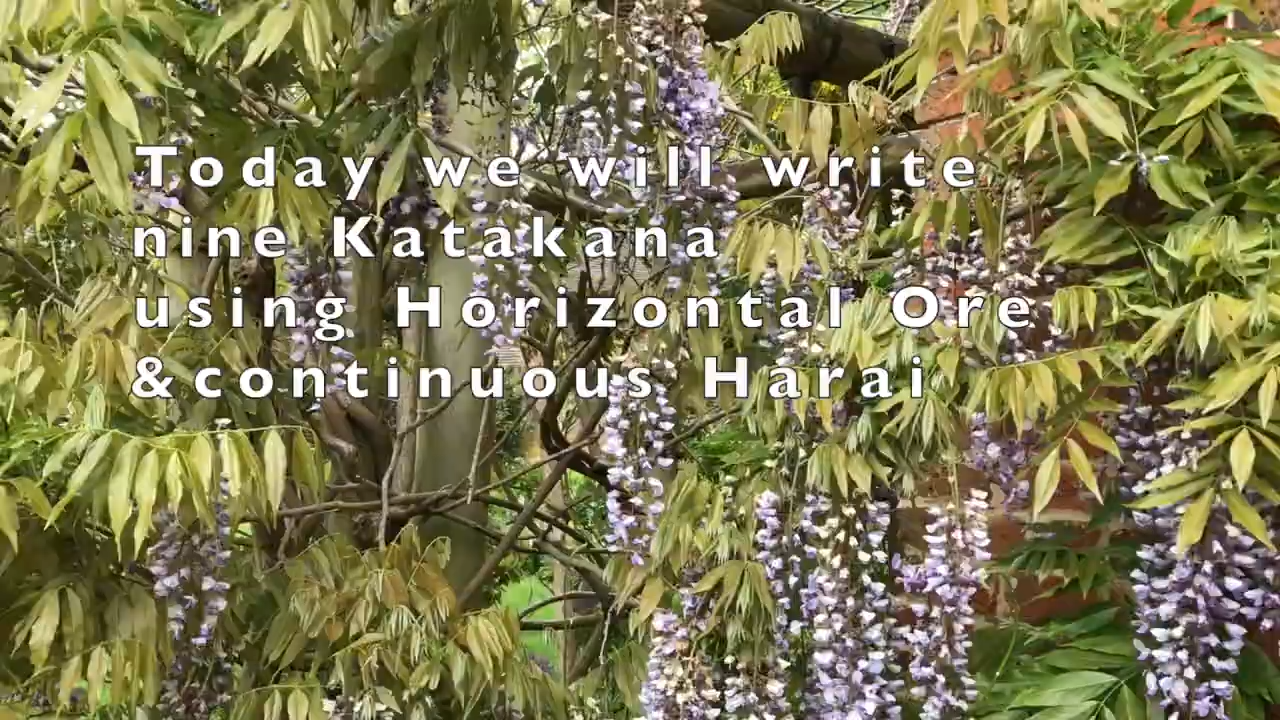 Today we will write
nine Katakana
using Horizontal Ore
&continuous Harai